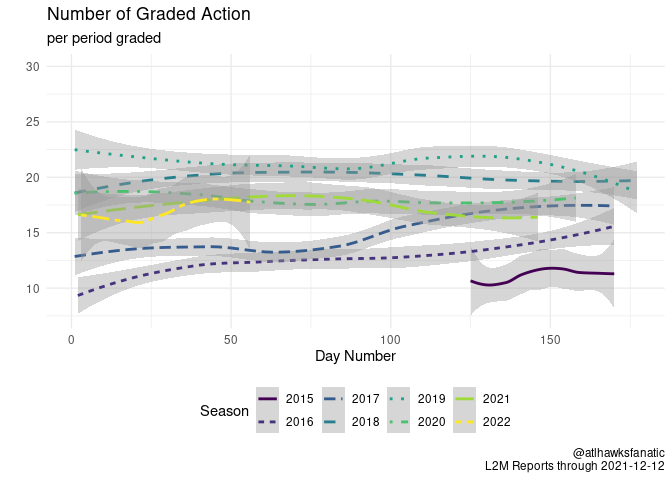 Number of Graded Action
per period graded
30
25
20
15
10
0 50 100 150
Day Number
Season 2015 2017 2019 2021
2016 2018 2020 2022
@atlhawksfanatic
L2M Reports through 2021-12-12